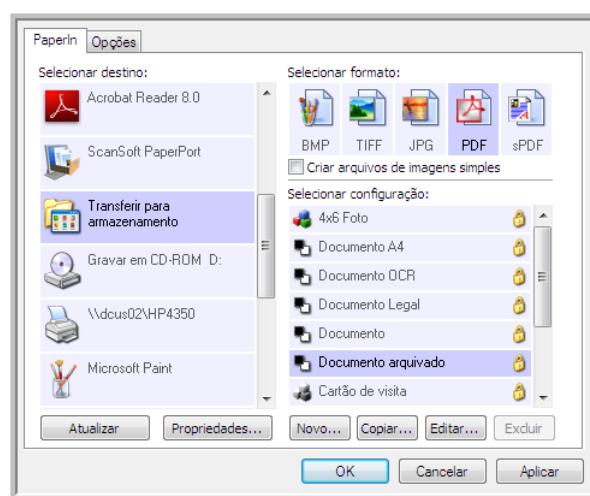 PaperIn
Opções
Selecionar destino:
Acrobat Reader 8.0
ScanSoft PaperPort
Transferir para
armazenamento
Gravar em CD-ROM D:
\\dcus02\HP4350
Microsoft Paint
Atualizar
Propriedades...
Selecionar formato:
BMP
TIFF
JPG
PDF
sPDF
Criar arquivos de imagens simples
Selecionar configuração:
4x6 Foto
Documento A4
Documento OCR
Documento Legal
Documento
Documento arquivado
Cartão de visita
Novo...
Copiar...
Editar...
Excluir
OK
Cancelar
Aplicar